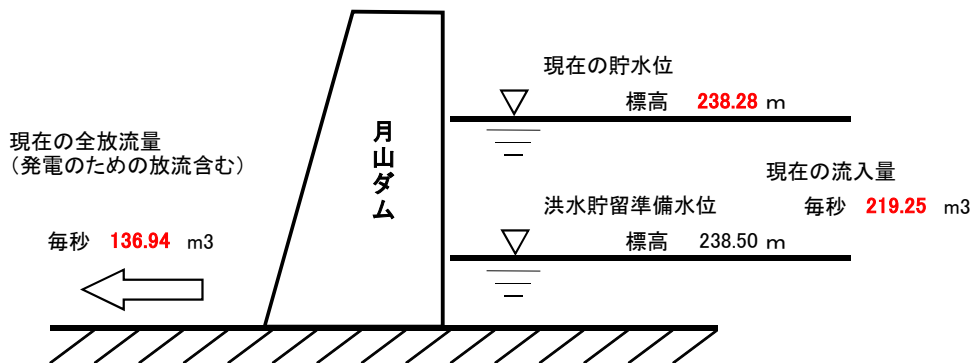 現在の貯水位
標高 238.28 m
現在の全放流量
（発電のための放流含む）
月山ダム
現在の流入量
洪水貯留準備水位
毎秒 219.25 m3
毎秒 136.94 m3
標高 238.50 m